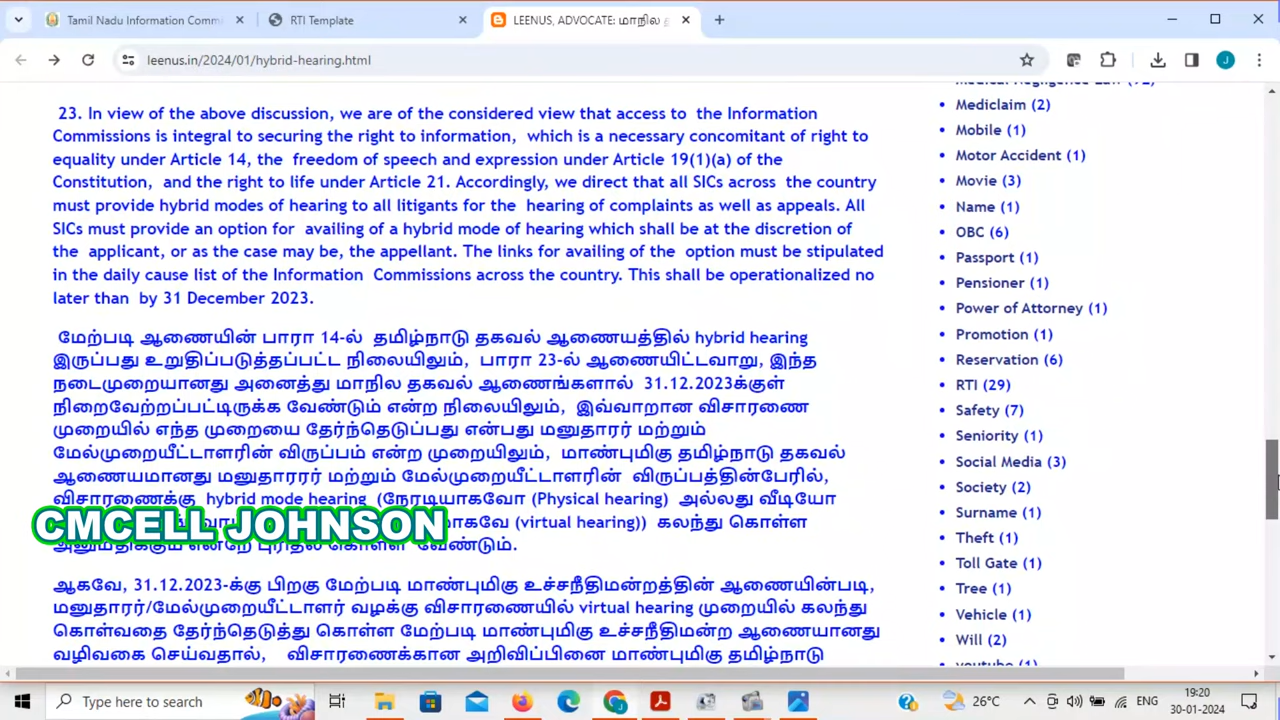 Tamil Nadu Information Comm
RTI Template
LEENUS, ADVOCATE: மாநில த
leenus.in/2024/01/hybrid-hearing.html
J
23. In view of the above discussion, we are of the considered view that access to the Information
Commissions is integral to securing the right to information, which is a necessary concomitant of right to
equality under Article 14, the freedom of speech and expression under Article 19(1)(a) of the
Constitution, and the right to life under Article 21. Accordingly, we direct that all SICs across the country
must provide hybrid modes of hearing to all litigants for the hearing of complaints as well as appeals. All
SICs must provide an option for availing of a hybrid mode of hearing which shall be at the discretion of
the applicant, or as the case may be, the appellant. The links for availing of the option must be stipulated
in the daily cause list of the Information Commissions across the country. This shall be operationalized no
later than by 31 December 2023.
மேற்படி ஆணையின் பாரா 14-ல் தமிழ்நாடு தகவல் ஆணையத்தில் hybrid hearing
இருப்பது உறுதிப்படுத்தப்பட்ட நிலையிலும், பாரா 23-ல் ஆணையிட்டவாறு, இந்த
நடைமுறையானது அனைத்து மாநில தகவல் ஆணைங்களால் 31.12.2023க்குள்
நிறைவேற்றப்பட்டிருக்க வேண்டும் என்ற நிலையிலும், இவ்வாறான விசாரணை
முறையில் எந்த முறையை தேர்ந்தெடுப்பது என்பது மனுதாரர் மற்றும்
மேல்முறையீட்டாளரின் விருப்பம் என்ற முறையிலும், மாண்புமிகு தமிழ்நாடு தகவல்
ஆணையமானது மனுதாரரர் மற்றும் மேல்முறையீட்டாளரின் விருப்பத்தின்பேரில்,
விசாரணைக்கு hybrid mode hearing (நேரடியாகவோ (Physical hearing) அல்லது வீடியோ
(virtual hearing)) கலந்து கொள்ள
வேண்டும்.
CMCELL JOHNSON
ஆகவே, 31.12.2023-க்கு பிறகு மேற்படி மாண்புமிகு உச்சநீதிமன்றத்தின் ஆணையின்படி,
மனுதாரர்/மேல்முறையீட்டாளர் வழக்கு விசாரணையில் virtual hearing முறையில் கலந்து
கொள்வதை தேர்ந்தெடுத்து கொள்ள மேற்படி மாண்புமிகு உச்சநீதிமன்ற ஆணையானது
வழிவகை செய்வதால், விசாரணைக்கான அறிவிப்பினை மாண்புமிகு தமிழ்நாடு
Mediclaim (2)
Mobile (1)
Motor Accident (1)
Movie (3)
Name (1)
OBC (6)
Passport (1)
Pensioner (1)
Power of Attorney (1)
Promotion (1)
Reservation (6)
RTI (29)
Safety (7)
Seniority (1)
Social Media (3)
Society (2)
Surname (1)
Theft (1)
Toll Gate (1)
Tree (1)
Vehicle (1)
Will (2)
Type here to search
26°C
ENG
19:20
30-01-2024